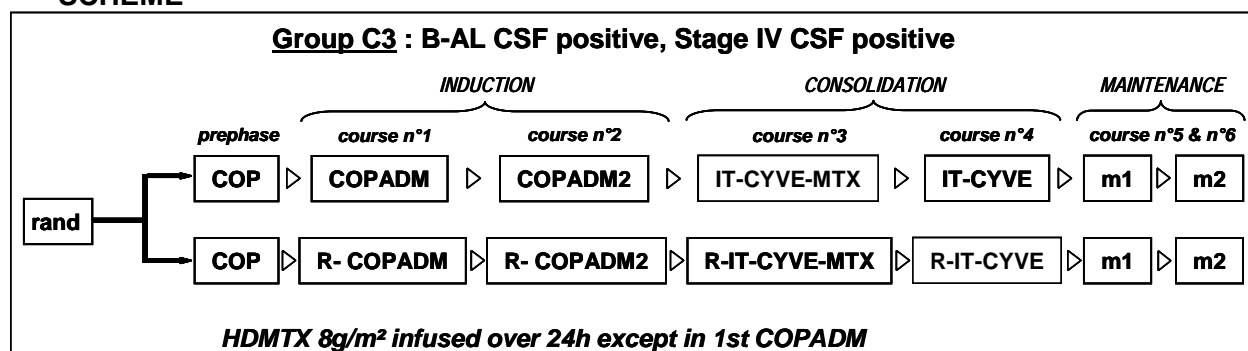 SCHEME
Group C3 : B-AL CSF positive, Stage IV CSF positive
INDUCTION CONSOLIDATION MAINTENANCE
prephase course n°1 course n°2 course n°3 course n°4 course n°5 & n°6
COP COPADM COPADM2 IT-CYVE-MTX IT-CYVE m1 m2
rand
COP R- COPADM R- COPADM2 R-IT-CYVE-MTX R-IT-CYVE m1 m2
HDMTX 8g/m² infused over 24h except in 1st COPADM